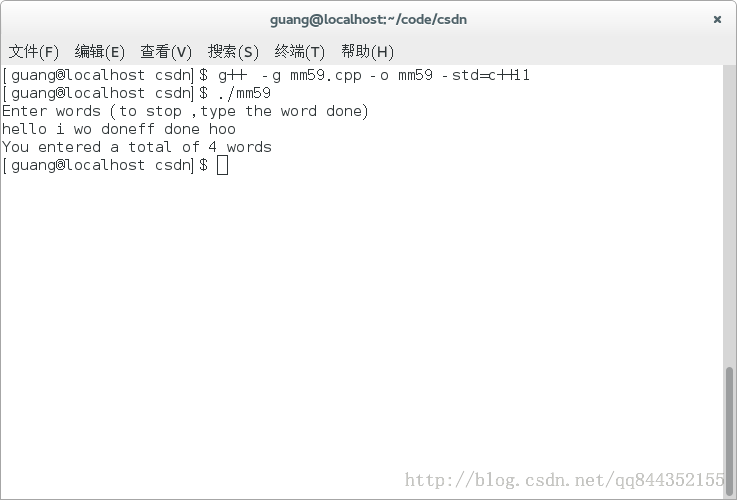 guang@localhost:~/code/csdn
文件(F) 编辑(E) 查看(V) 搜索(S) 终端(T) 帮助(H)
[guang@localhost csdn]$ g++ -g mm59.cpp -o mm59 -std=c++11
[guang@localhost csdn]$ ./mm59
Enter words (to stop ,type the word done)
hello i wo doneff done hoo
You entered a total of 4 words
[guang@localhost csdn]$
http://blog.csdn.net/qq844352155